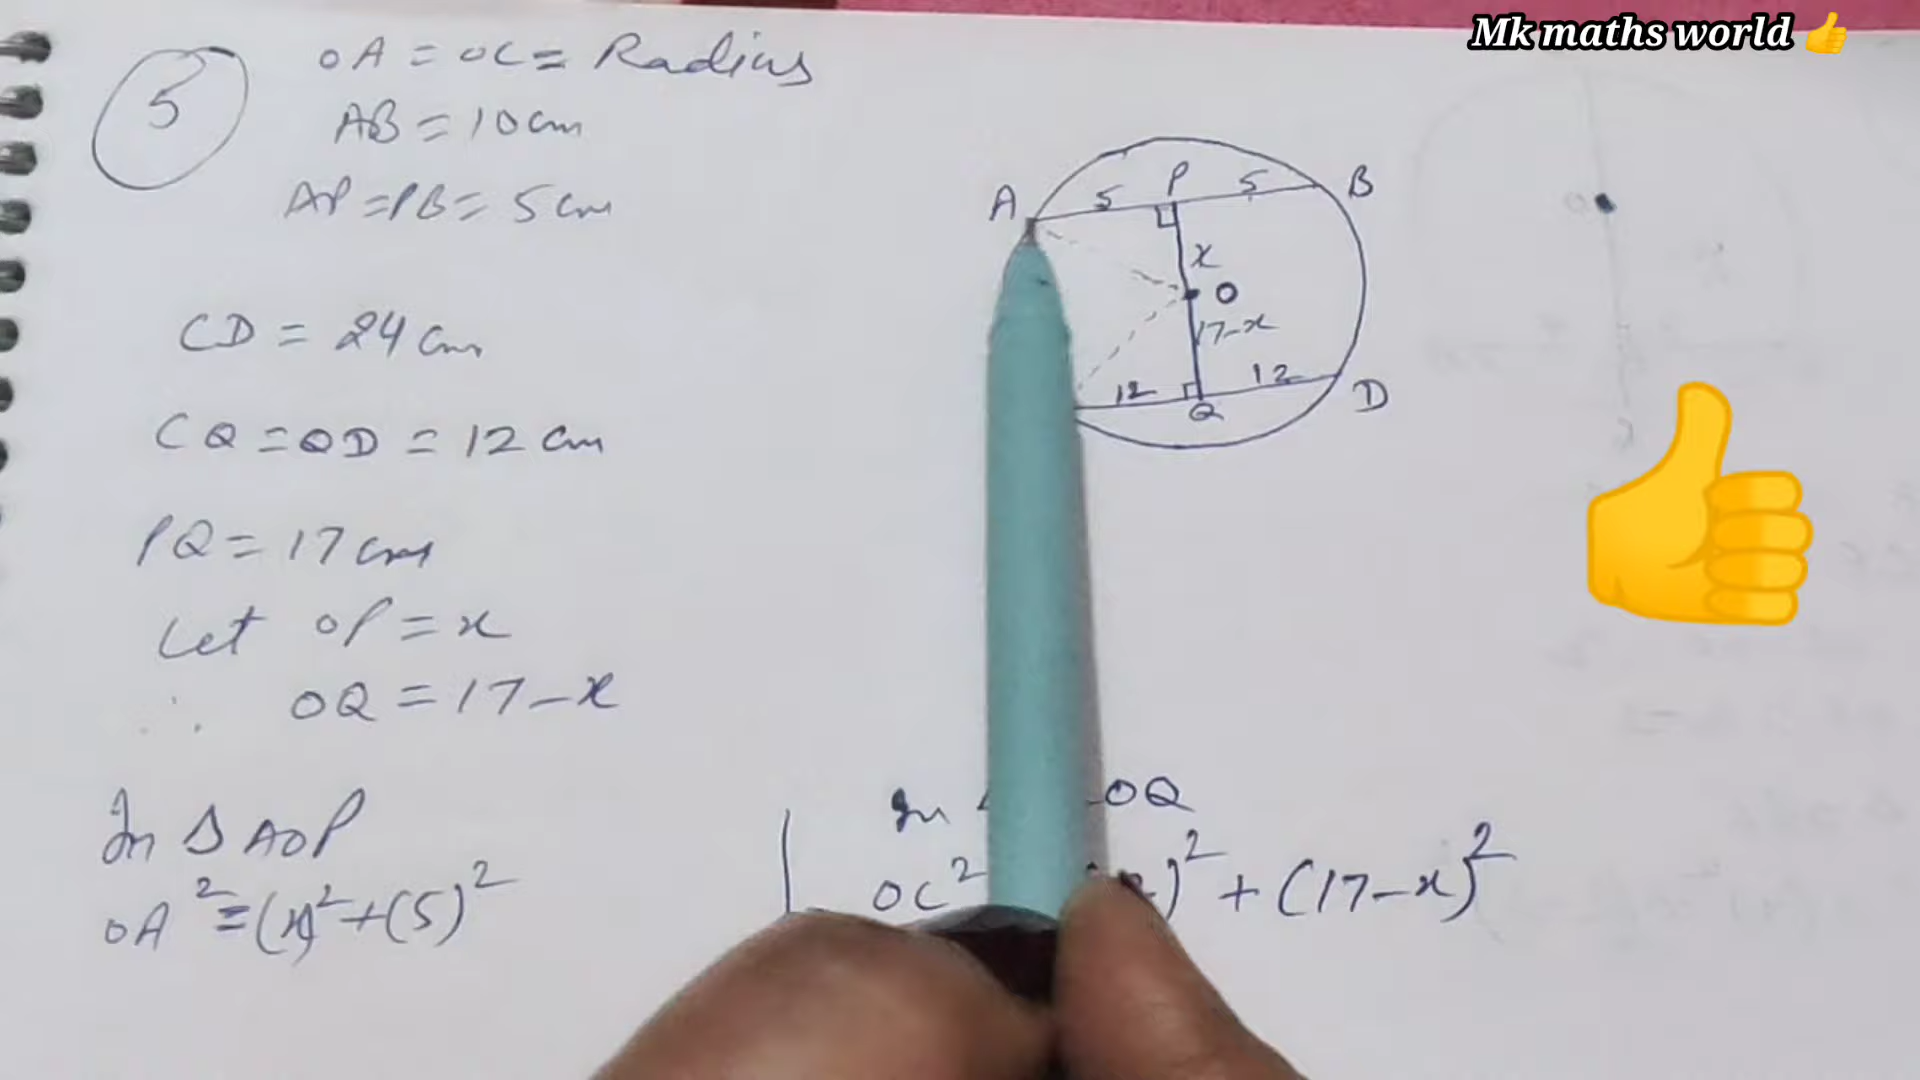 Mk maths world 👍
5
OA = OC = Radius
AB = 10 cm
AP = PB = 5 cm
CD = 24 cm
CQ = QD = 12 cm
PQ = 17 cm
Let OP = x
∴ OQ = 17 - x
In Δ AOP
OA² = (x)² + (5)²
In OQ
OC² )² + (17 - x)²
A 5 P 5 B
x
O
17-x
12 12
Q D